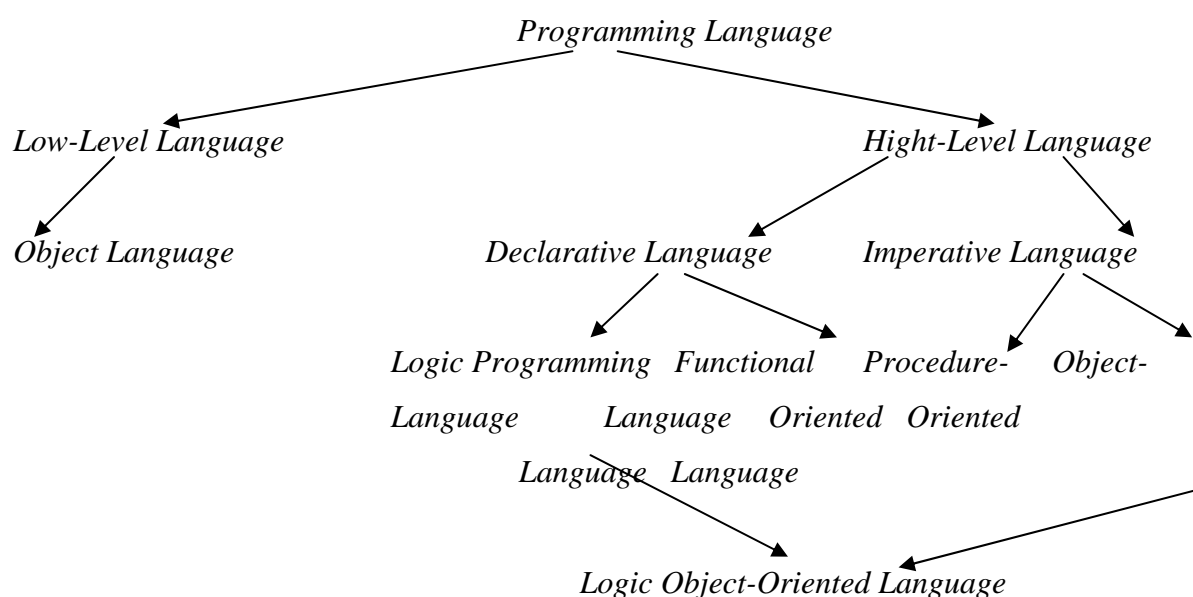 Programming Language
Low-Level Language Hight-Level Language
Object Language Declarative Language Imperative Language
Logic Programming Functional Procedure- Object-
Language Language Oriented Oriented
Language Language
Logic Object-Oriented Language